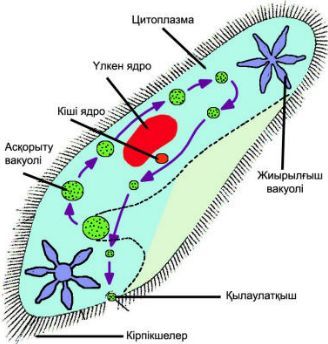 Цитоплазма
Үлкен ядро
Кіші ядро
Асқорыту
вакуолі
Жиырылғыш
вакуолі
Қылаулатқыш
Кірпікшелер